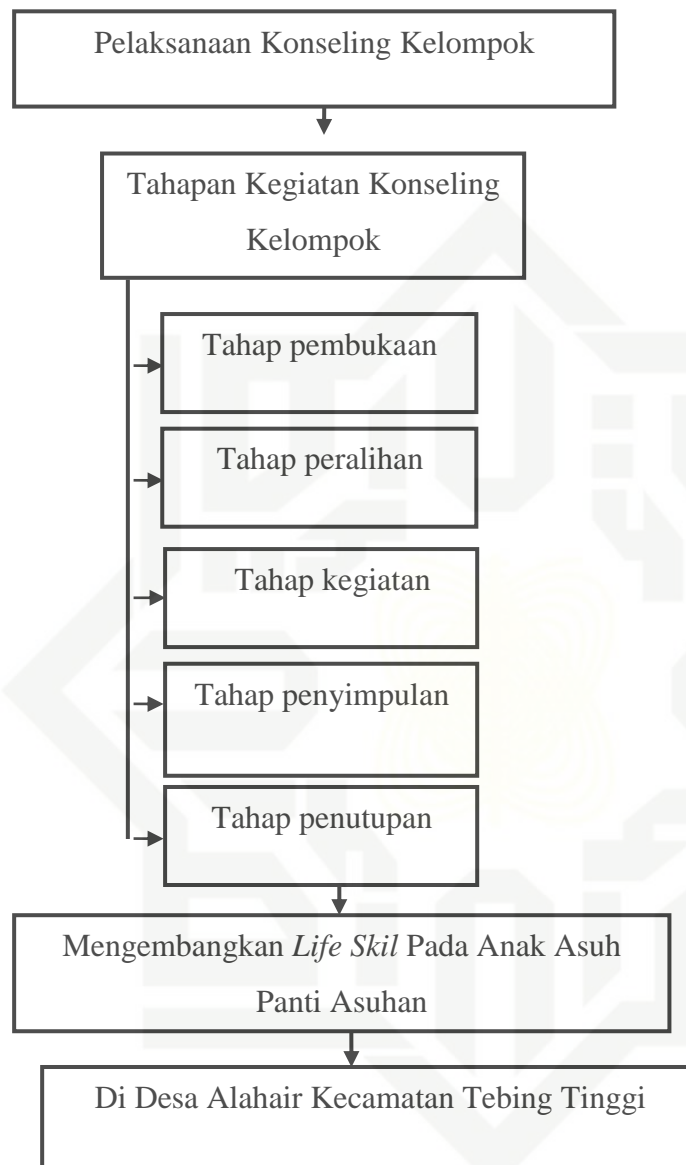 Pelaksanaan Konseling Kelompok
Tahapan Kegiatan Konseling
Kelompok
Tahap pembukaan
Tahap peralihan
Tahap kegiatan
Tahap penyimpulan
Tahap penutupan
Mengembangkan Life Skil Pada Anak Asuh
Panti Asuhan
Di Desa Alahair Kecamatan Tebing Tinggi